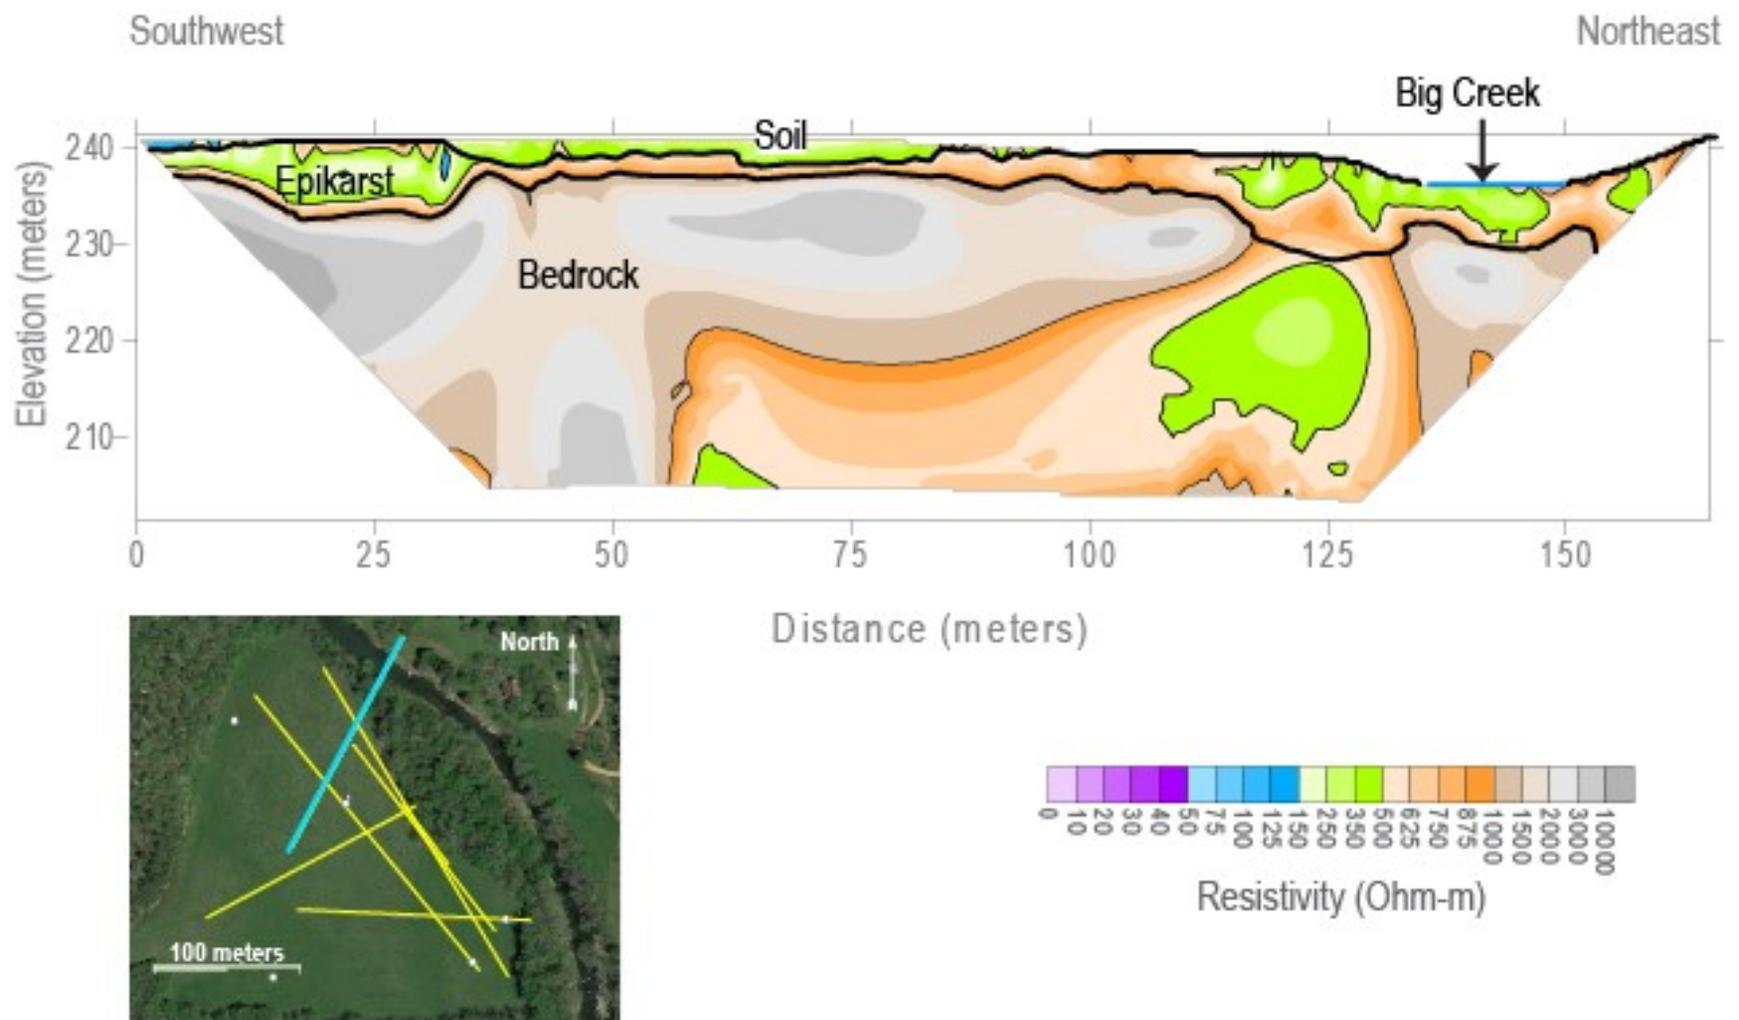 Southwest
Northeast
Big Creek
Soil
Epikarst
Bedrock
Elevation (meters)
240
230
220
210
0 25 50 75 100 125 150
Distance (meters)
North
100 meters
0 10 20 30 40 50 75 100 125 150 250 350 500 625 750 875 1000 1500 2000 3000 10000
Resistivity (Ohm-m)